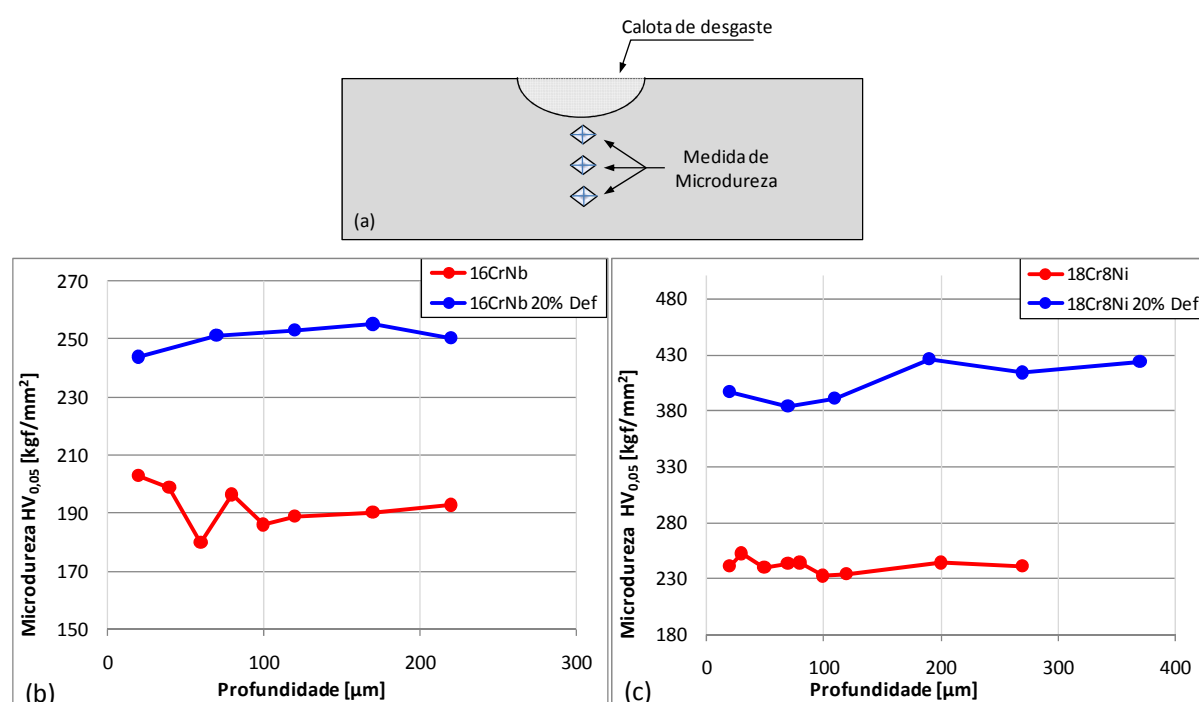 Calota de desgaste
Medida de
Microdureza
(a)
16CrNb
16CrNb 20% Def
270
250
230
210
190
170
150
0
100
200
300
Microdureza HV0,05 [kgf/mm²]
Profundidade [µm]
(b)
18Cr8Ni
18Cr8Ni 20% Def
480
430
380
330
280
230
180
0
100
200
300
400
Microdureza HV0,05 [kgf/mm²]
Profundidade [µm]
(c)